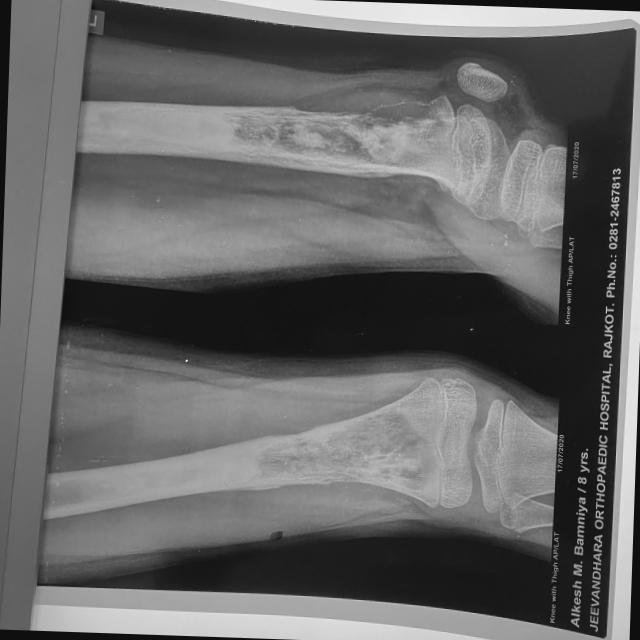 Alkesh M. Bamniya / 8 yrs.
JEEVANDHARA ORTHOPAEDIC HOSPITAL, RAJKOT. Ph.No.: 0281-2467813
Knee with Thigh AP/LAT
17/07/2020
Knee with Thigh AP/LAT
17/07/2020